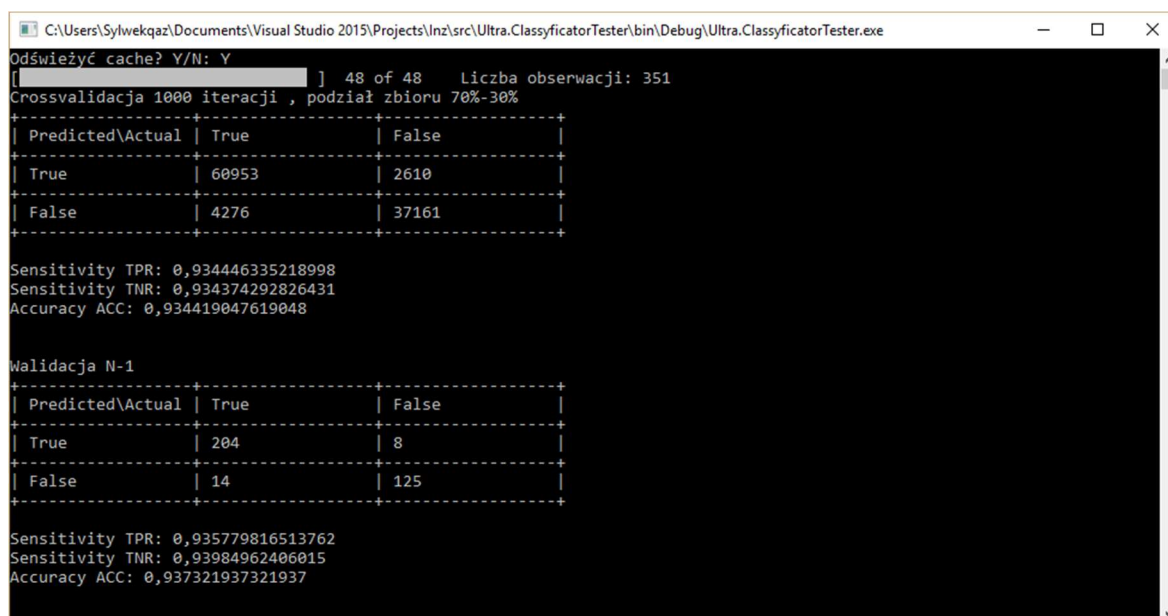 C:\Users\Sylwekqaz\Documents\Visual Studio 2015\Projects\Inz\src\Ultra.ClassyficatorTester\bin\Debug\Ultra.ClassyficatorTester.exe
Odświeżyć cache? Y/N: Y
[ ] 48 of 48 Liczba obserwacji: 351
Crossvalidacja 1000 iteracji , podział zbioru 70%-30%
| Predicted\Actual | True | False |
| True | 60953 | 2610 |
| False | 4276 | 37161 |
Sensitivity TPR: 0,934446335218998
Sensitivity TNR: 0,934374292826431
Accuracy ACC: 0,934419047619048
Walidacja N-1
| Predicted\Actual | True | False |
| True | 204 | 8 |
| False | 14 | 125 |
Sensitivity TPR: 0,935779816513762
Sensitivity TNR: 0,93984962406015
Accuracy ACC: 0,937321937321937